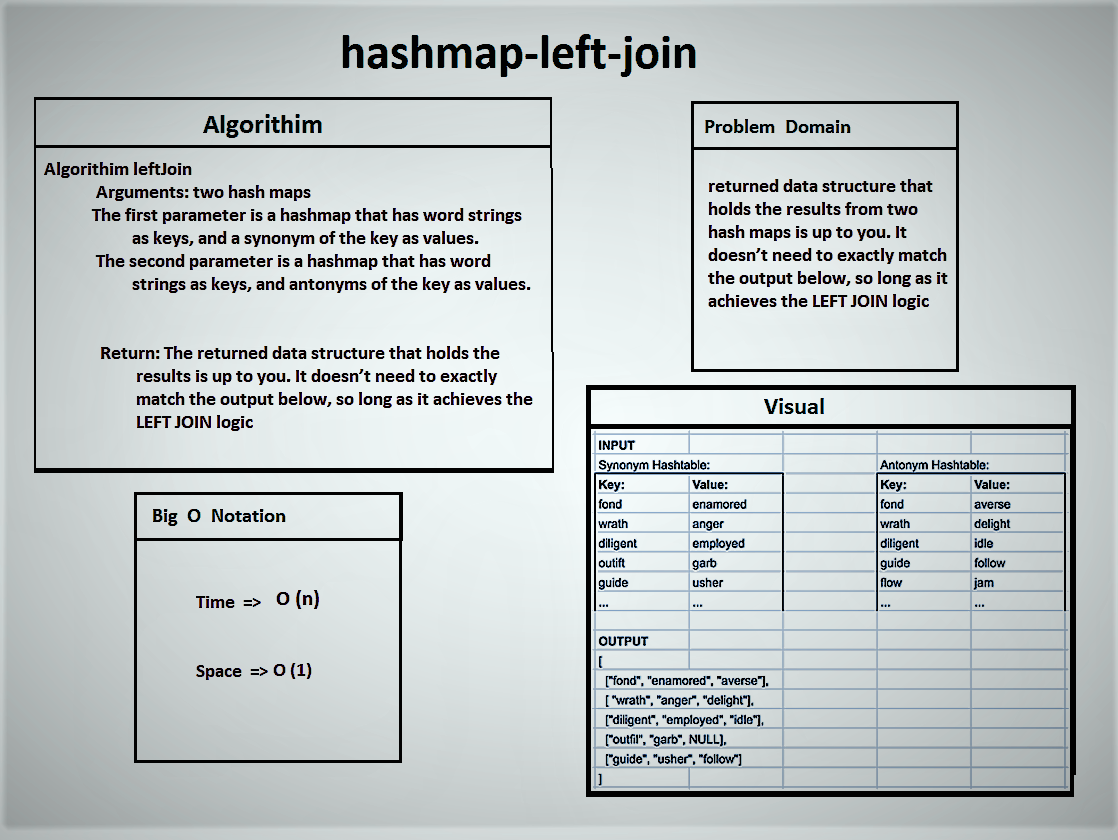 hashmap-left-join
Algorithim
Algorithim leftJoin
Arguments: two hash maps
The first parameter is a hashmap that has word strings
as keys, and a synonym of the key as values.
The second parameter is a hashmap that has word
strings as keys, and antonyms of the key as values.
Return: The returned data structure that holds the
results is up to you. It doesn’t need to exactly
match the output below, so long as it achieves the
LEFT JOIN logic
Problem Domain
returned data structure that
holds the results from two
hash maps is up to you. It
doesn’t need to exactly match
the output below, so long as it
achieves the LEFT JOIN logic
Big O Notation
Time => O (n)
Space => O (1)
Visual
INPUT
Synonym Hashtable: Antonym Hashtable:
Key: Value: Key: Value:
fond enamored fond averse
wrath anger wrath delight
diligent employed diligent idle
outift garb guide follow
guide usher flow jam
... ... ... ...
OUTPUT
[
["fond", "enamored", "averse"],
[ "wrath", "anger", "delight"],
["diligent", "employed", "idle"],
["outfil", "garb", NULL],
["guide", "usher", "follow"]
]